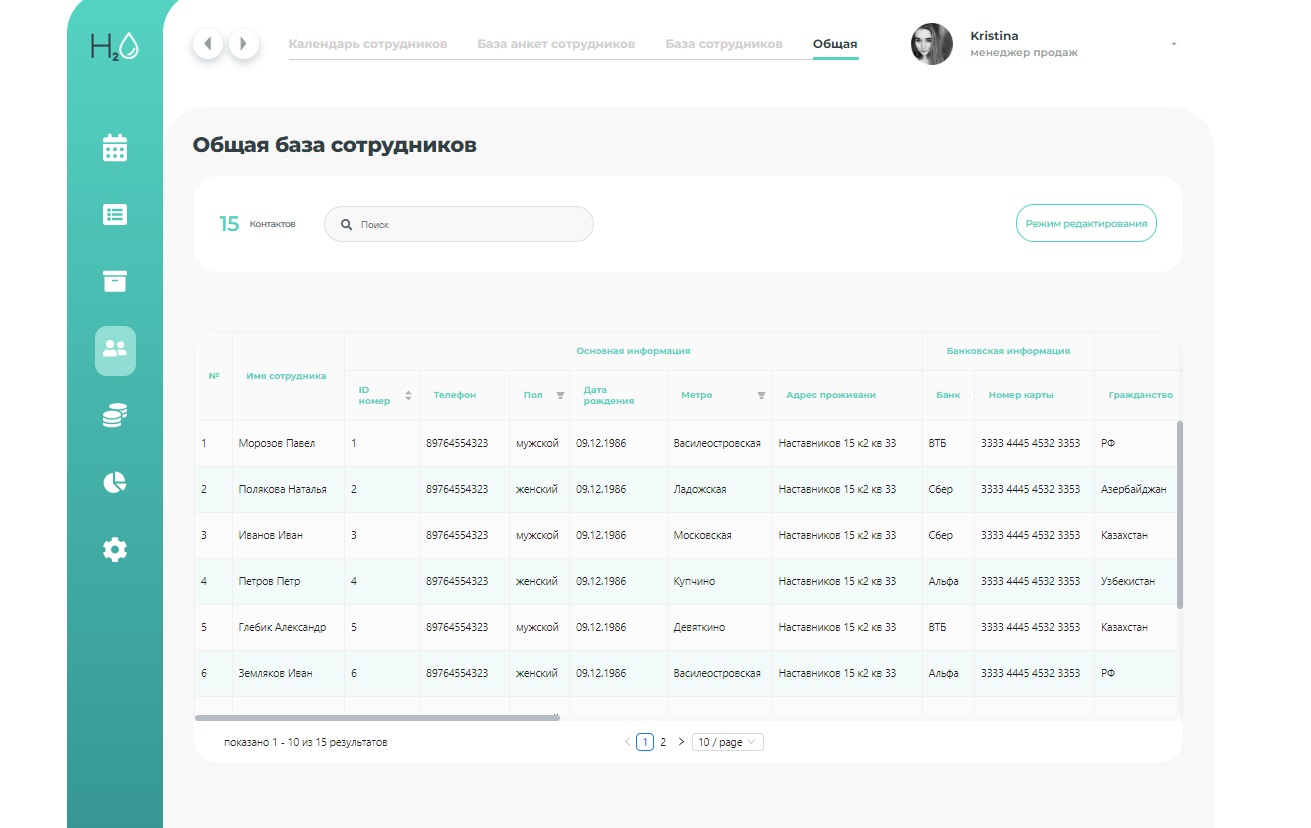 H2O
Календарь сотрудников База анкет сотрудников База сотрудников Общая
Kristina
менеджер продаж
Общая база сотрудников
15 Контактов Поиск Режим редактирования
Основная информация Банковская информация
№ Имя сотрудника ID номер Телефон Пол Дата рождения Метро Адрес проживани Банк Номер карты Гражданство
1 Морозов Павел 1 89764554323 мужской 09.12.1986 Василеостровская Наставников 15 к2 кв 33 ВТБ 3333 4445 4532 3353 РФ
2 Полякова Наталья 2 89764554323 женский 09.12.1986 Ладожская Наставников 15 к2 кв 33 Сбер 3333 4445 4532 3353 Азербайджан
3 Иванов Иван 3 89764554323 мужской 09.12.1986 Московская Наставников 15 к2 кв 33 Сбер 3333 4445 4532 3353 Казахстан
4 Петров Петр 4 89764554323 женский 09.12.1986 Купчино Наставников 15 к2 кв 33 Альфа 3333 4445 4532 3353 Узбекистан
5 Глебик Александр 5 89764554323 мужской 09.12.1986 Девяткино Наставников 15 к2 кв 33 ВТБ 3333 4445 4532 3353 Казахстан
6 Земляков Иван 6 89764554323 женский 09.12.1986 Василеостровская Наставников 15 к2 кв 33 Альфа 3333 4445 4532 3353 РФ
показано 1 - 10 из 15 результатов < 1 2 > 10 / page